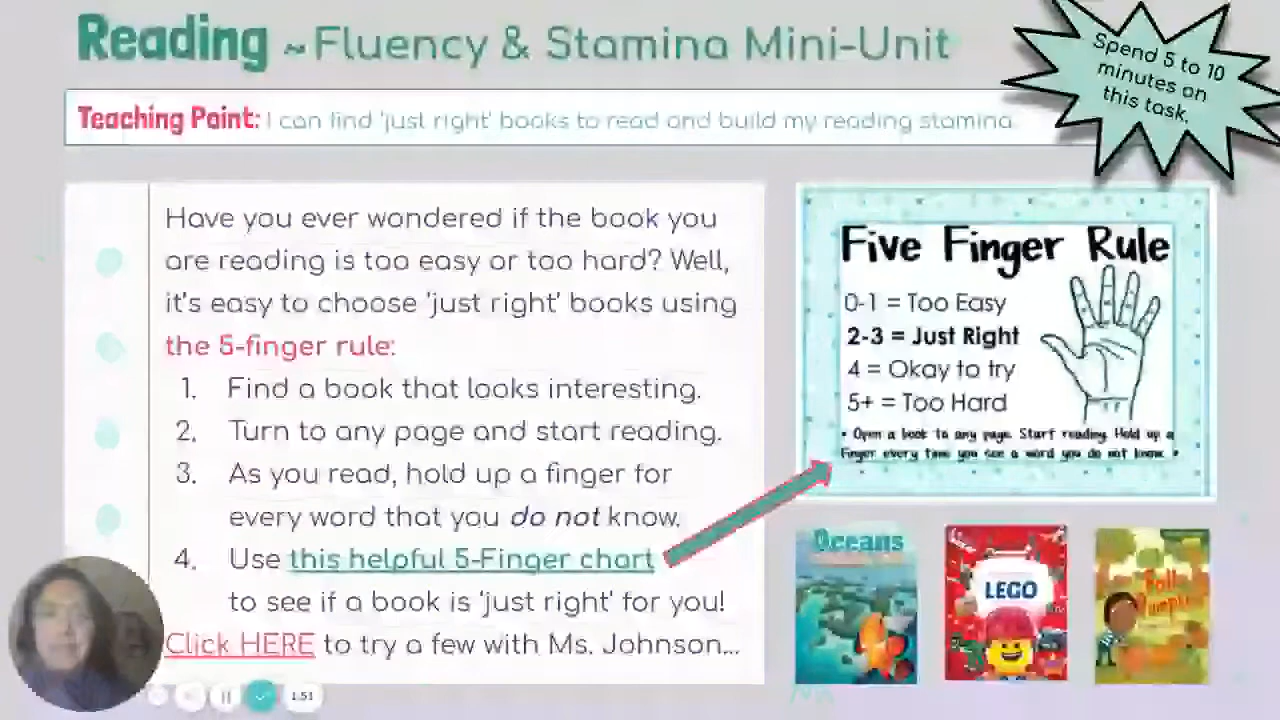 Reading ~Fluency & Stamina Mini-Unit
Spend 5 to 10
minutes on
this task.
Teaching Point: I can find 'just right' books to read and build my reading stamina.
Have you ever wondered if the book you
are reading is too easy or too hard? Well,
it's easy to choose 'just right' books using
the 5-finger rule:
1. Find a book that looks interesting.
2. Turn to any page and start reading.
3. As you read, hold up a finger for
every word that you do not know.
4. Use this helpful 5-Finger chart
to see if a book is 'just right' for you!
Click HERE to try a few with Ms. Johnson...
Five Finger Rule
0-1 = Too Easy
2-3 = Just Right
4 = Okay to try
5+ = Too Hard
• Open a book to any page. Start reading. Hold up a
finger every time you see a word you do not know. •
Oceans
LEGO
Fall
1:51